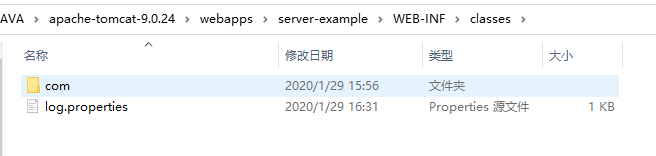 AVA > apache-tomcat-9.0.24 > webapps > server-example > WEB-INF > classes >
名称 修改日期 类型 大小
com 2020/1/29 15:56 文件夹
log.properties 2020/1/29 16:31 Properties 源文件 1 KB